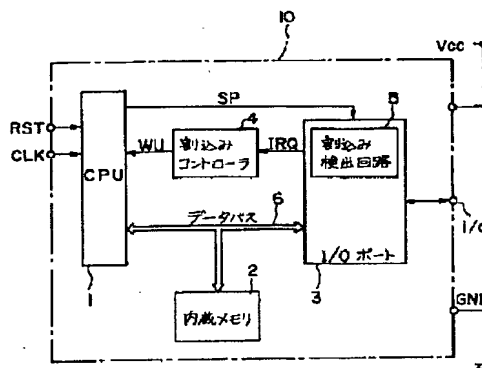 10
Vcc
SP
RST
CLK
CPU
WU
4
割込み
コントローラ
IRQ
5
割込み
検出回路
データバス
6
I/O ポート
I/O
1
2
内蔵メモリ
3
GND